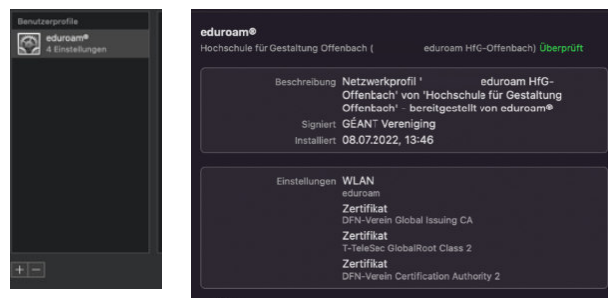 Benutzerprofile
eduroam®
4 Einstellungen
eduroam®
Hochschule für Gestaltung Offenbach ( eduroam HfG-Offenbach) Überprüft
Beschreibung Netzwerkprofil ' eduroam HfG-
Offenbach' von 'Hochschule für Gestaltung
Offenbach' - bereitgestellt von eduroam®
Signiert GÉANT Vereniging
Installiert 08.07.2022, 13:46
Einstellungen WLAN
eduroam
Zertifikat
DFN-Verein Global Issuing CA
Zertifikat
T-TeleSec GlobalRoot Class 2
Zertifikat
DFN-Verein Certification Authority 2